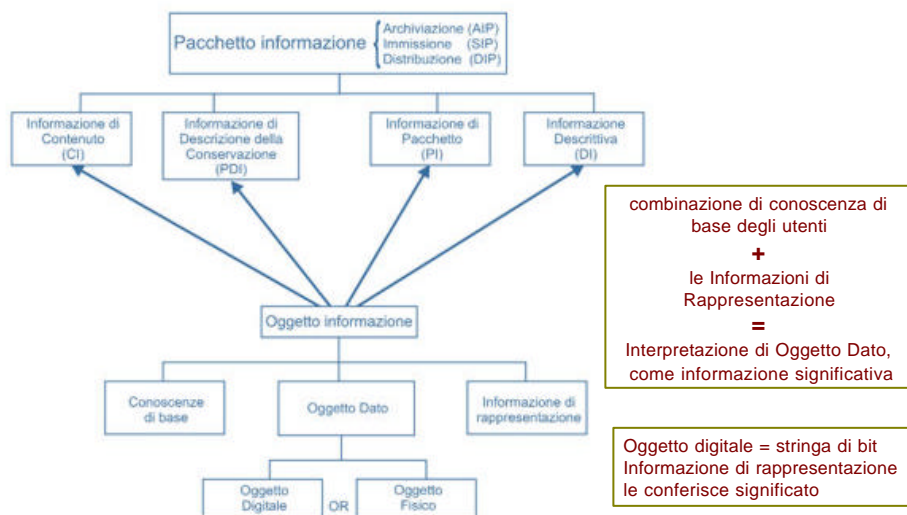 Pacchetto informazione
Archiviazione (AIP)
Immissione (SIP)
Distribuzione (DIP)
Informazione di
Contenuto
(CI)
Informazione di
Descrizione della
Conservazione
(PDI)
Informazione di
Pacchetto
(PI)
Informazione
Descrittiva
(DI)
combinazione di conoscenza di
base degli utenti
+
le Informazioni di
Rappresentazione
=
Interpretazione di Oggetto Dato,
come informazione significativa
Oggetto informazione
Conoscenze
di base
Oggetto Dato
Informazione di
rappresentazione
Oggetto
Digitale
OR
Oggetto
Fisico
Oggetto digitale = stringa di bit
Informazione di rappresentazione
le conferisce significato